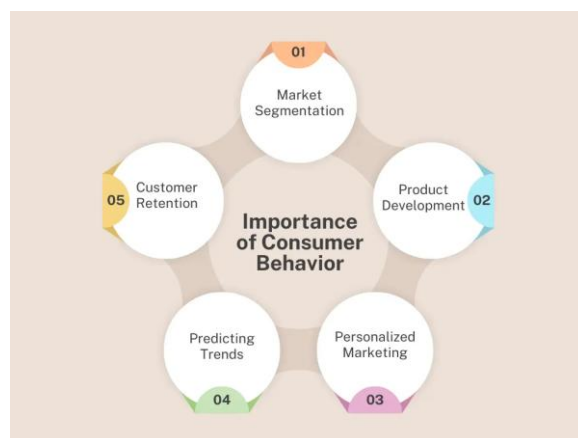 01
Market
Segmentation
Product
Development
02
Personalized
Marketing
03
Predicting
Trends
04
Customer
Retention
05
Importance
of Consumer
Behavior